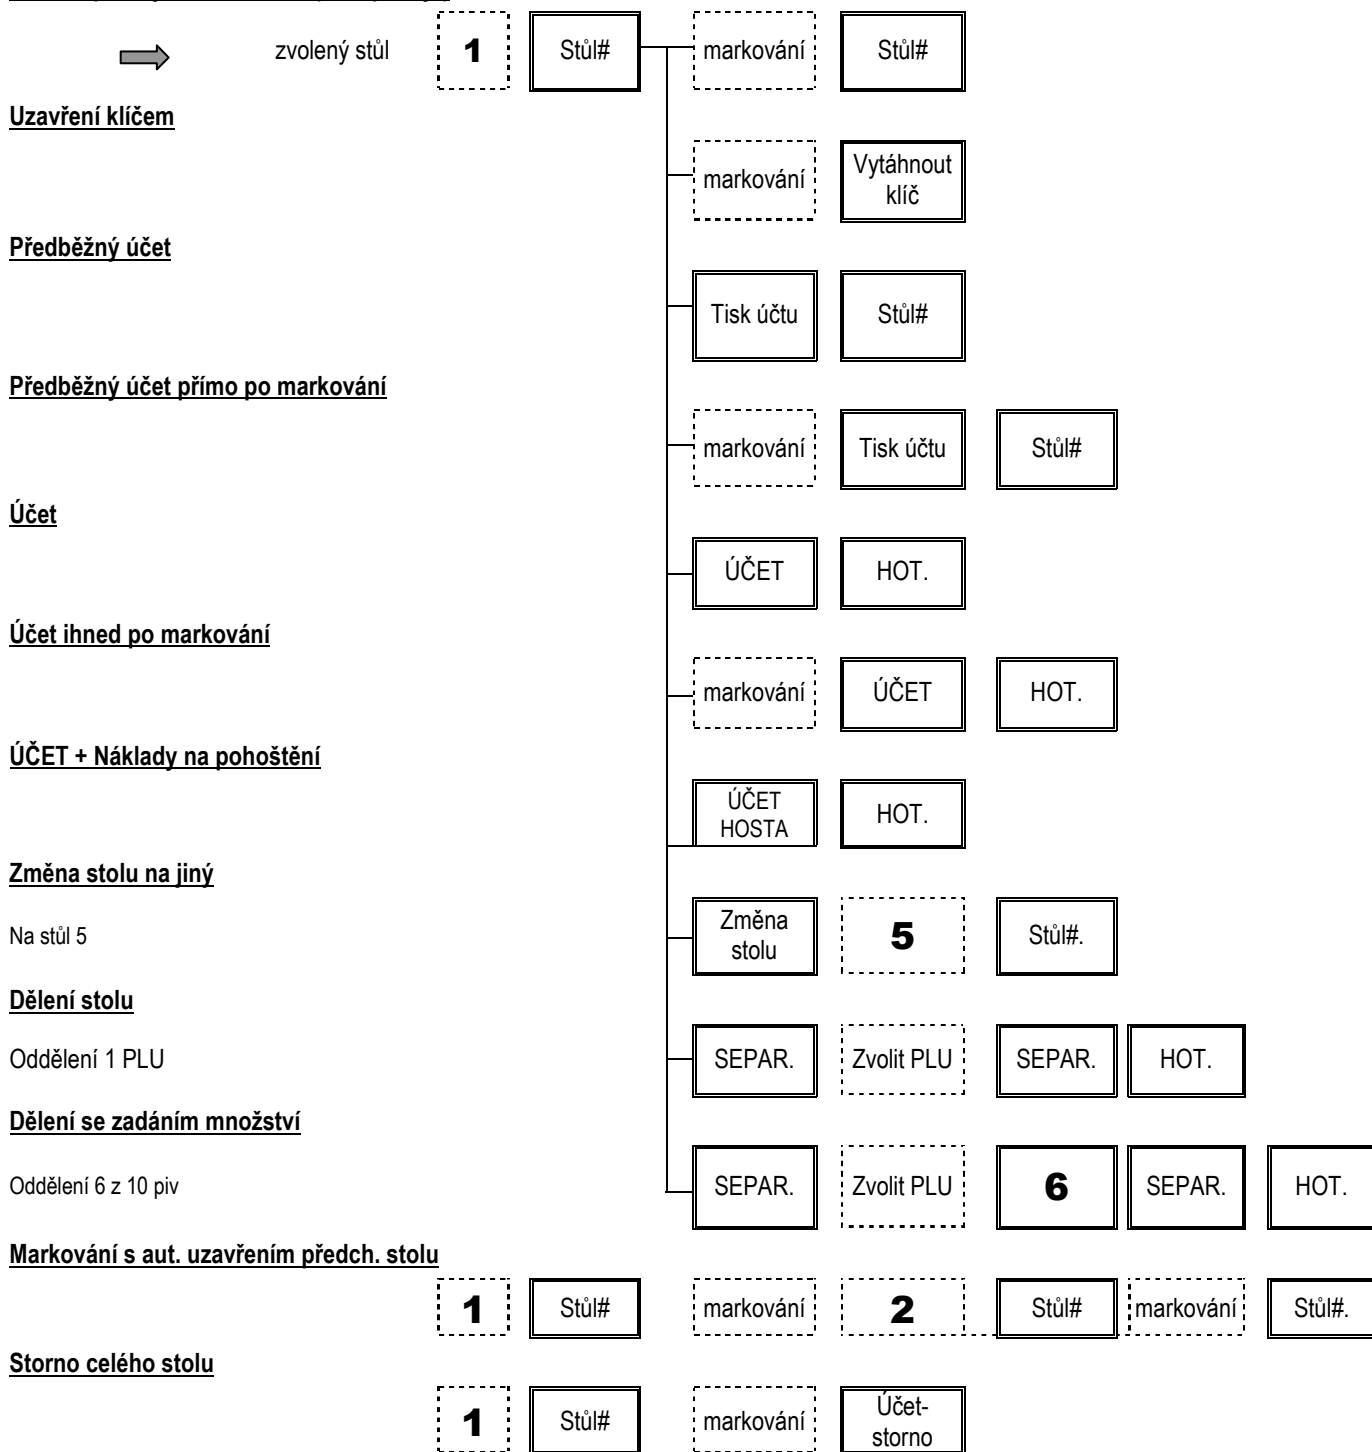 zvolený stůl 1 Stůl# markování Stůl#
Uzavření klíčem
markování Vytáhnout klíč
Předběžný účet
Tisk účtu Stůl#
Předběžný účet přímo po markování
markování Tisk účtu Stůl#
Účet
ÚČET HOT.
Účet ihned po markování
markování ÚČET HOT.
ÚČET + Náklady na pohoštění
ÚČET HOSTA HOT.
Změna stolu na jiný
Na stůl 5 Změna stolu 5 Stůl#.
Dělení stolu
Oddělení 1 PLU SEPAR. Zvolit PLU SEPAR. HOT.
Dělení se zadáním množství
Oddělení 6 z 10 piv SEPAR. Zvolit PLU 6 SEPAR. HOT.
Markování s aut. uzavřením předch. stolu
1 Stůl# markování 2 Stůl# markování Stůl#.
Storno celého stolu
1 Stůl# markování Účet-storno